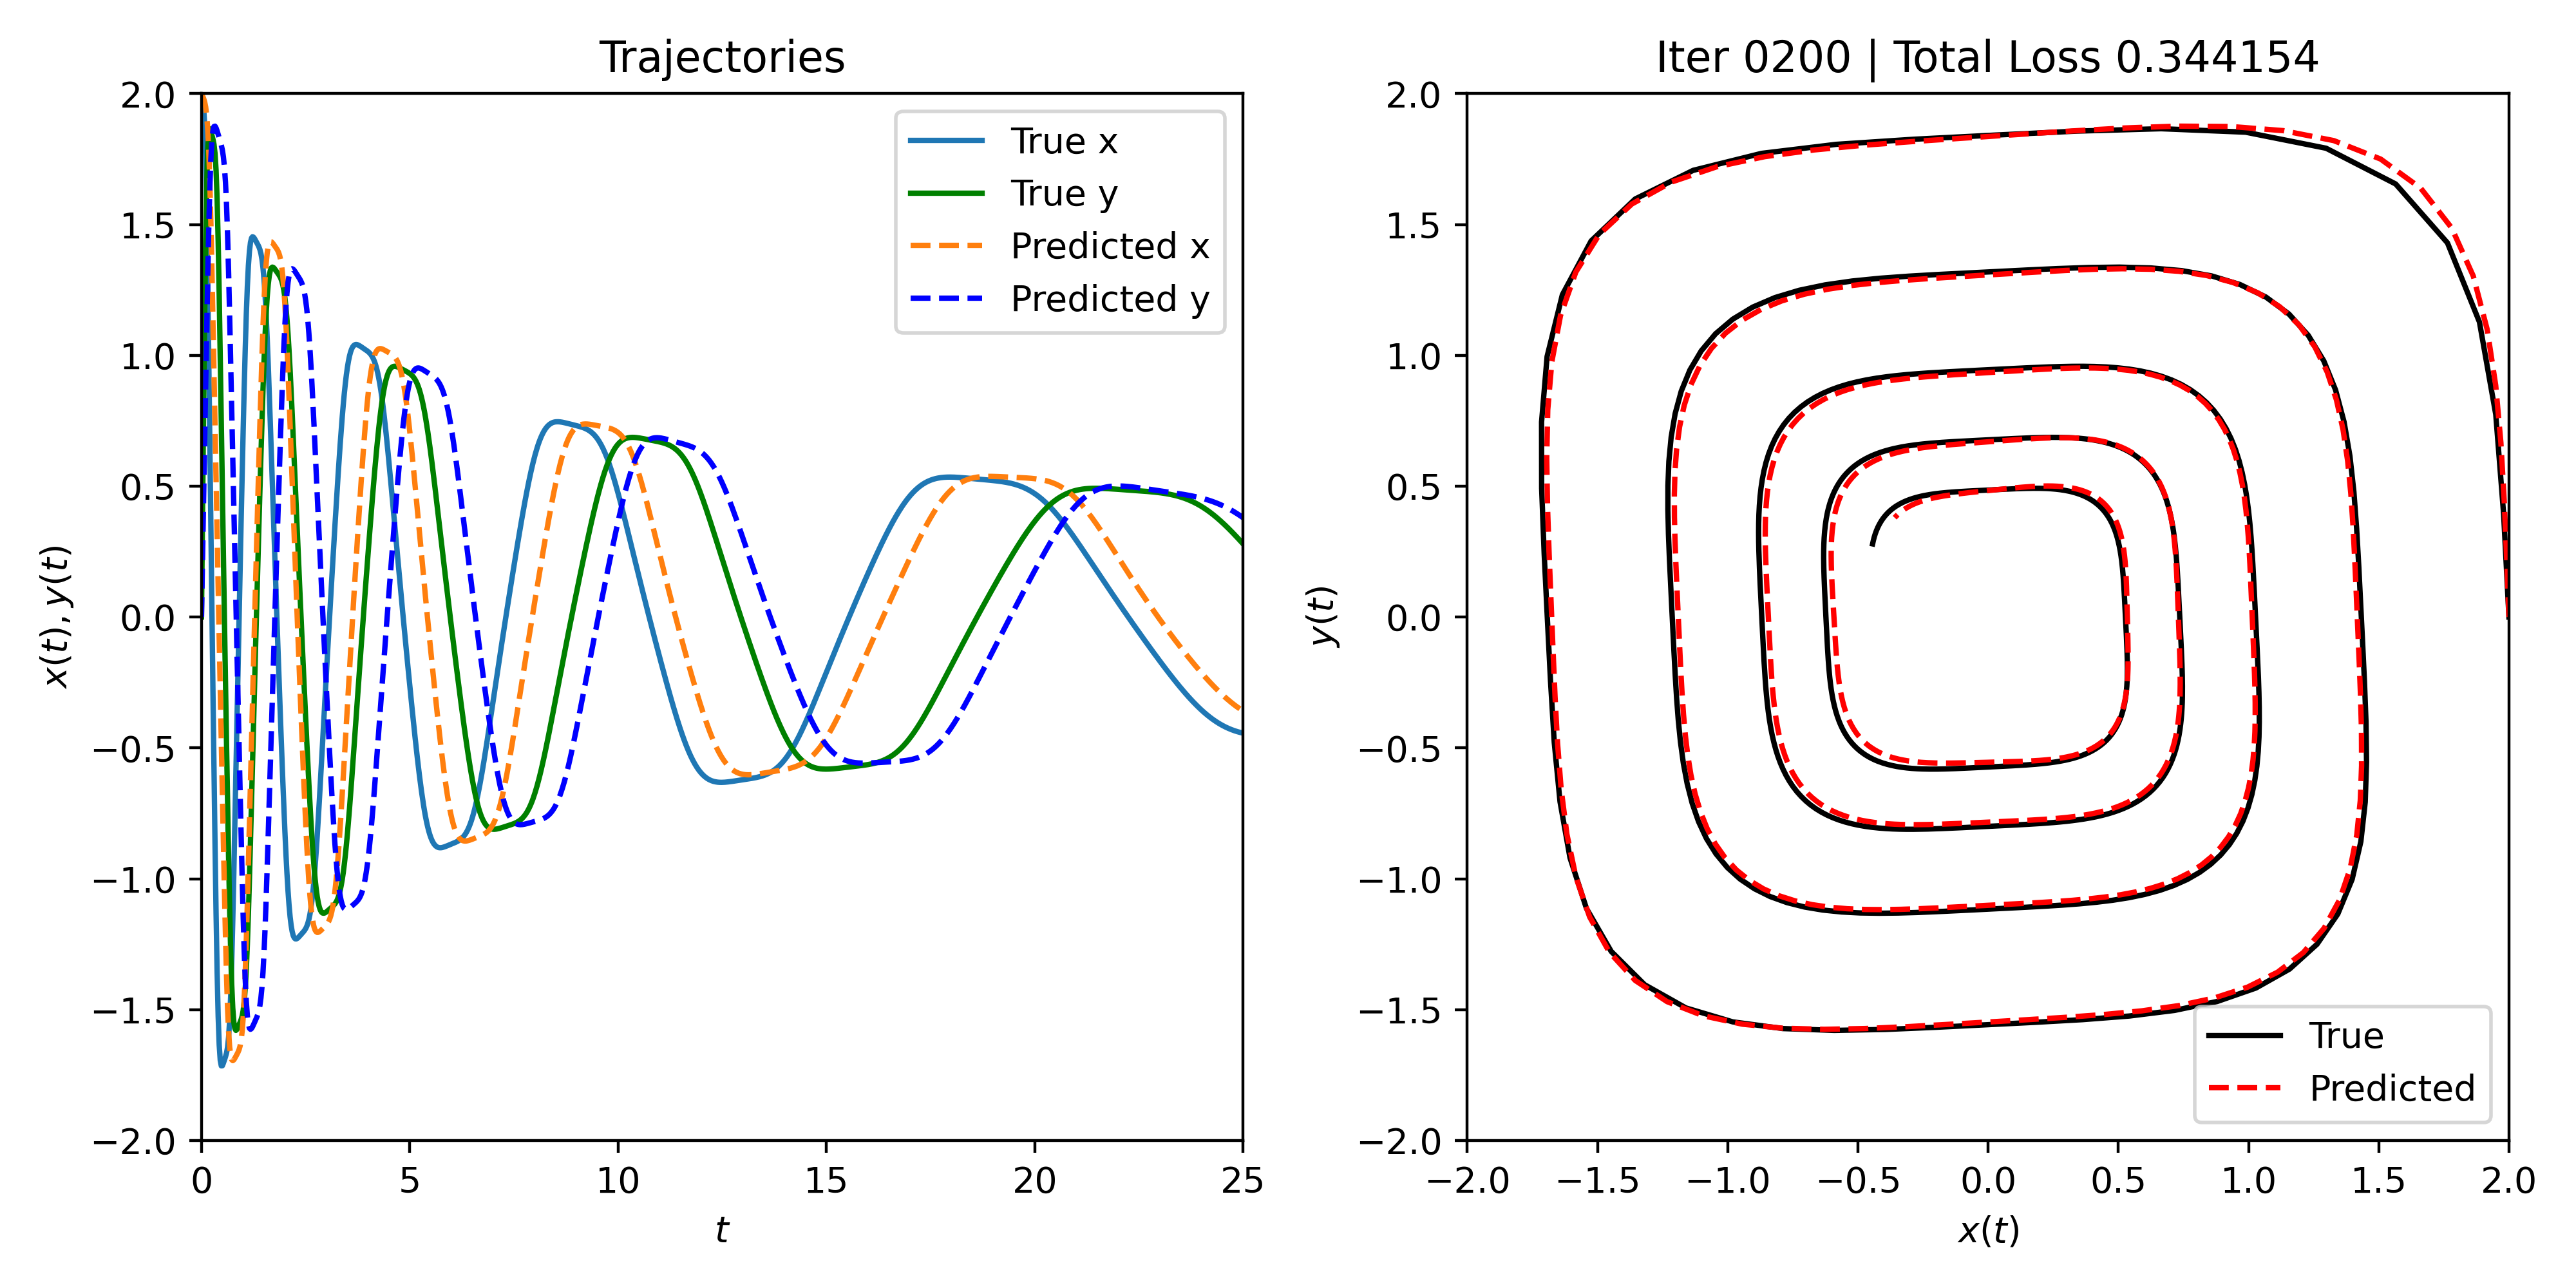 Trajectories
2.0
1.5
1.0
0.5
0.0
−0.5
−1.0
−1.5
−2.0
x(t), y(t)
0 5 10 15 20 25
t
True x
True y
Predicted x
Predicted y
Iter 0200 | Total Loss 0.344154
2.0
1.5
1.0
0.5
0.0
−0.5
−1.0
−1.5
−2.0
y(t)
−2.0 −1.5 −1.0 −0.5 0.0 0.5 1.0 1.5 2.0
x(t)
True
Predicted